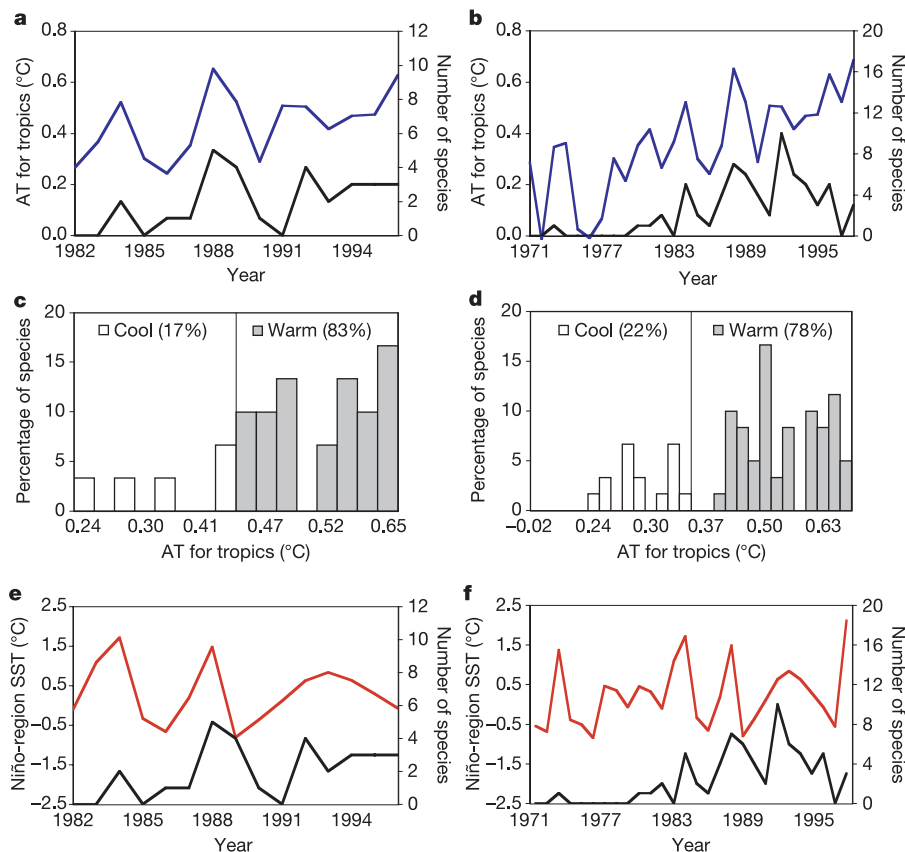 a
AT for tropics (°C)
0.8
0.6
0.4
0.2
0.0
12
10
8
6
4
2
0
Number of species
1982 1985 1988 1991 1994
Year
b
AT for tropics (°C)
0.8
0.6
0.4
0.2
0.0
20
16
12
8
4
0
Number of species
1971 1977 1983 1989 1995
Year
c
Percentage of species
20
15
10
5
0
Cool (17%) Warm (83%)
0.24 0.30 0.41 0.47 0.52 0.65
AT for tropics (°C)
d
Percentage of species
20
15
10
5
0
Cool (22%) Warm (78%)
−0.02 0.24 0.30 0.37 0.50 0.63
AT for tropics (°C)
e
Niño-region SST (°C)
2.5
1.5
0.5
−0.5
−1.5
−2.5
12
10
8
6
4
2
0
Number of species
1982 1985 1988 1991 1994
Year
f
Niño-region SST (°C)
2.5
1.5
0.5
−0.5
−1.5
−2.5
20
16
12
8
4
0
Number of species
1971 1977 1983 1989 1995
Year